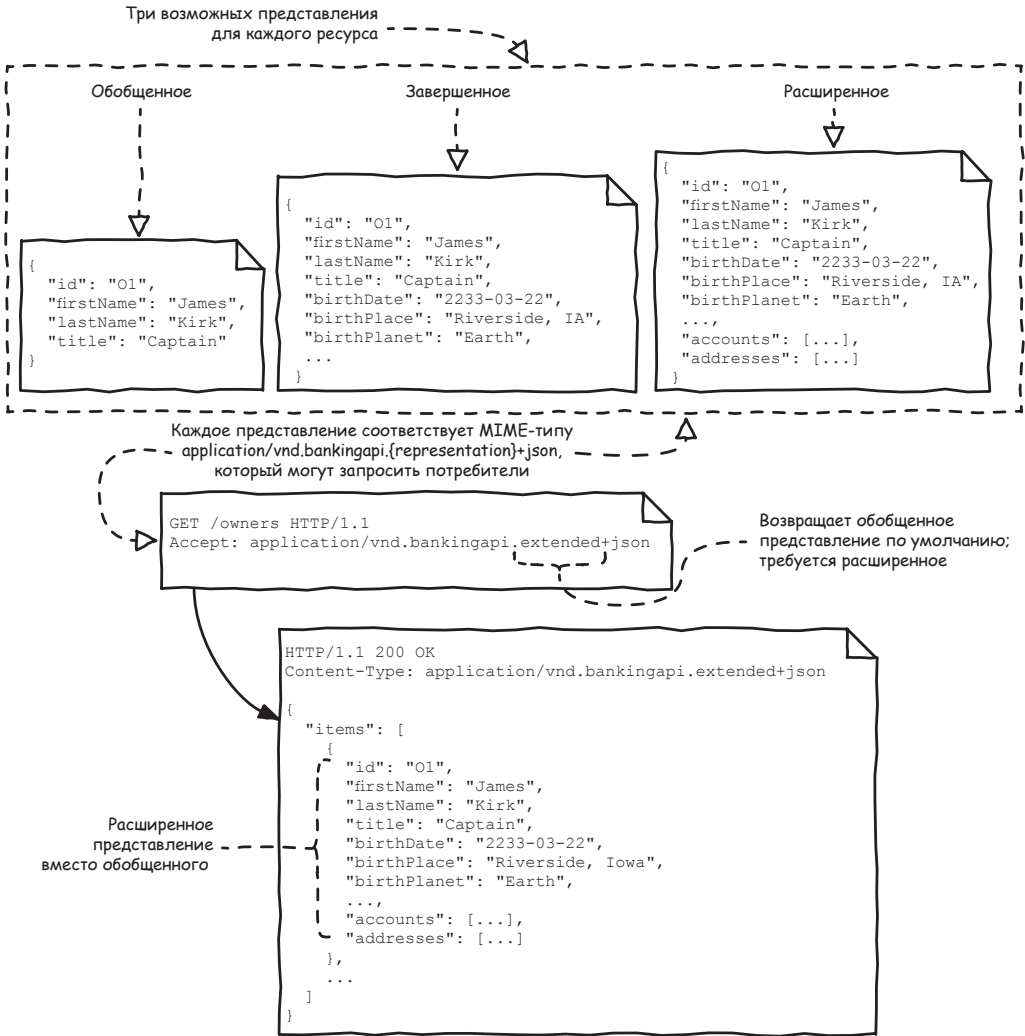 Три возможных представления
для каждого ресурса
Обобщенное
Завершенное
Расширенное
{
"id": "O1",
"firstName": "James",
"lastName": "Kirk",
"title": "Captain"
}
{
"id": "O1",
"firstName": "James",
"lastName": "Kirk",
"title": "Captain",
"birthDate": "2233-03-22",
"birthPlace": "Riverside, IA",
"birthPlanet": "Earth",
...
}
{
"id": "O1",
"firstName": "James",
"lastName": "Kirk",
"title": "Captain",
"birthDate": "2233-03-22",
"birthPlace": "Riverside, IA",
"birthPlanet": "Earth",
...,
"accounts": [...],
"addresses": [...]
}
Каждое представление соответствует MIME-типу
application/vnd.bankingapi.{representation}+json,
который могут запросить потребители
GET /owners HTTP/1.1
Accept: application/vnd.bankingapi.extended+json
Возвращает обобщенное
представление по умолчанию;
требуется расширенное
HTTP/1.1 200 OK
Content-Type: application/vnd.bankingapi.extended+json
{
"items": [
{
"id": "O1",
"firstName": "James",
"lastName": "Kirk",
"title": "Captain",
"birthDate": "2233-03-22",
"birthPlace": "Riverside, Iowa",
"birthPlanet": "Earth",
...,
"accounts": [...],
"addresses": [...]
},
...
]
}
Расширенное
представление
вместо обобщенного